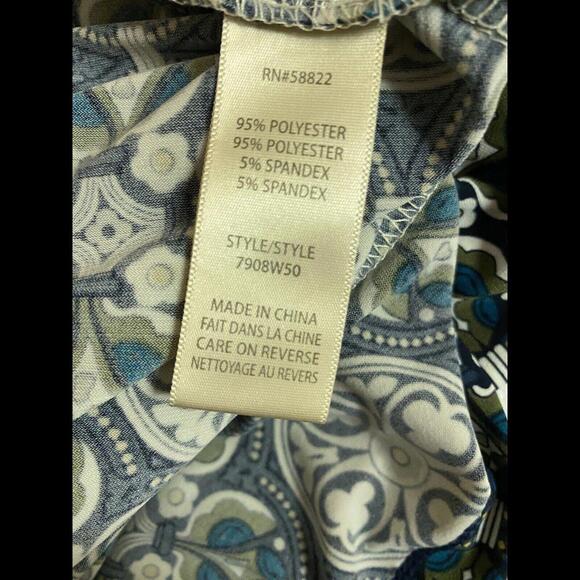 RN#58822
95% POLYESTER
95% POLYESTER
5% SPANDEX
5% SPANDEX
STYLE/STYLE
7908W50
MADE IN CHINA
FAIT DANS LA CHINE
CARE ON REVERSE
NETTOYAGE AU REVERS